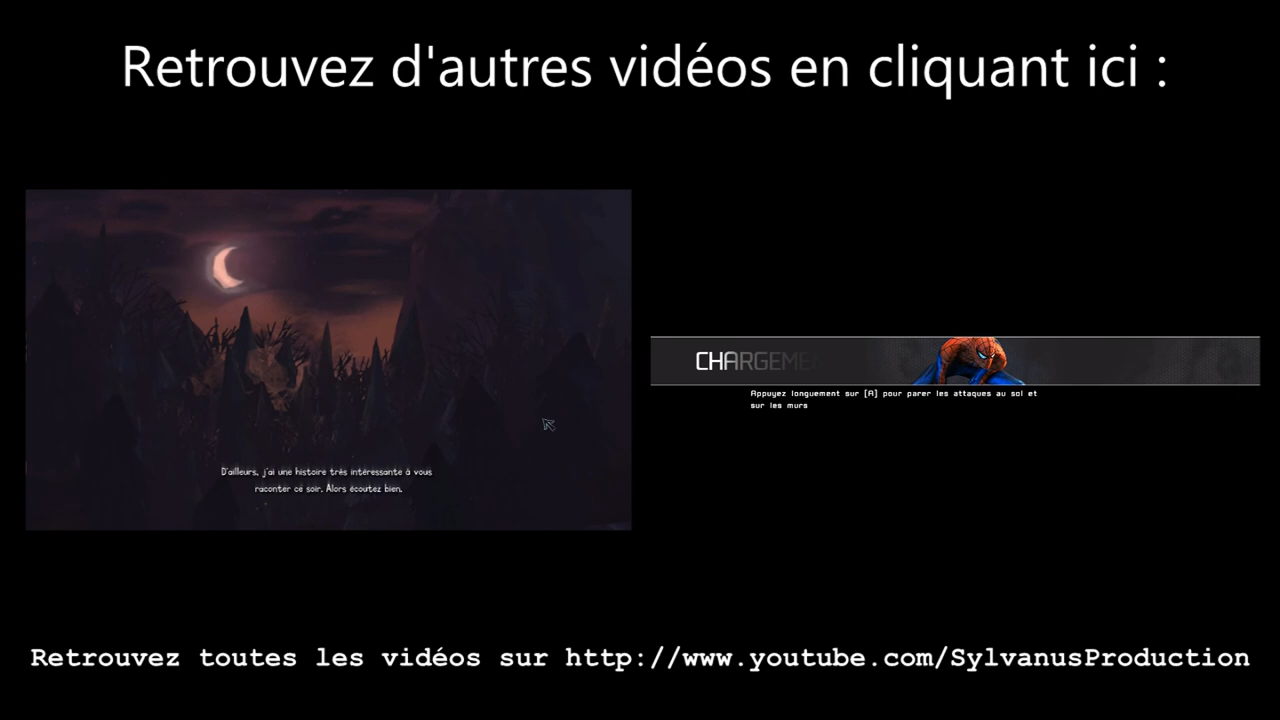 Retrouvez d'autres vidéos en cliquant ici :
D'ailleurs, j'ai une histoire très intéressante à vous
raconter ce soir. Alors écoutez bien.
CHARGEME
Appuyez longuement sur [A] pour parer les attaques au sol et
sur les murs
Retrouvez toutes les vidéos sur http://www.youtube.com/SylvanusProduction